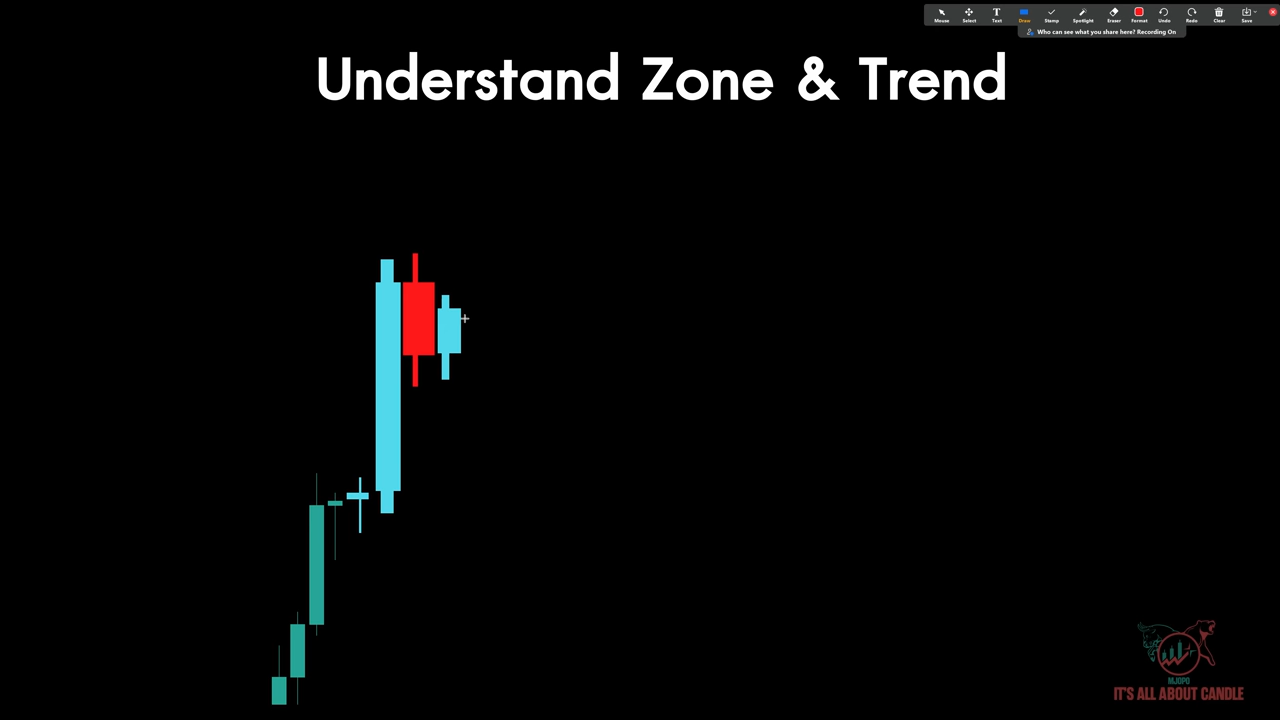 Mouse Select Text Draw Stamp Spotlight Eraser Format Undo Redo Clear Save
Who can see what you share here? Recording On
Understand Zone & Trend
MJOPO
IT'S ALL ABOUT CANDLE